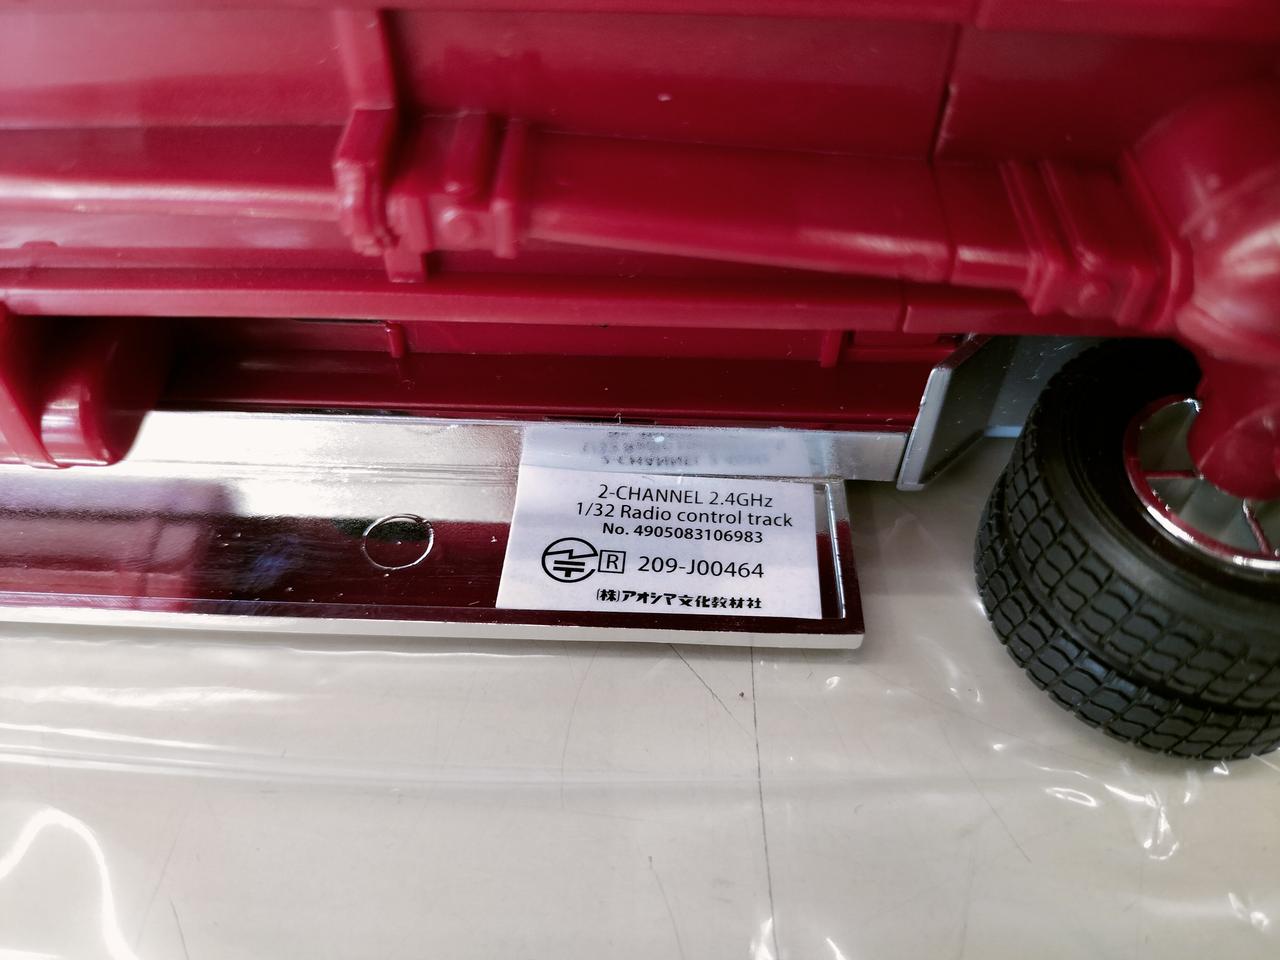 2-CHANNEL 2.4GHz
1/32 Radio control track
No. 4905083106983
R 209-J00464
(株)アオシマ文化教材社